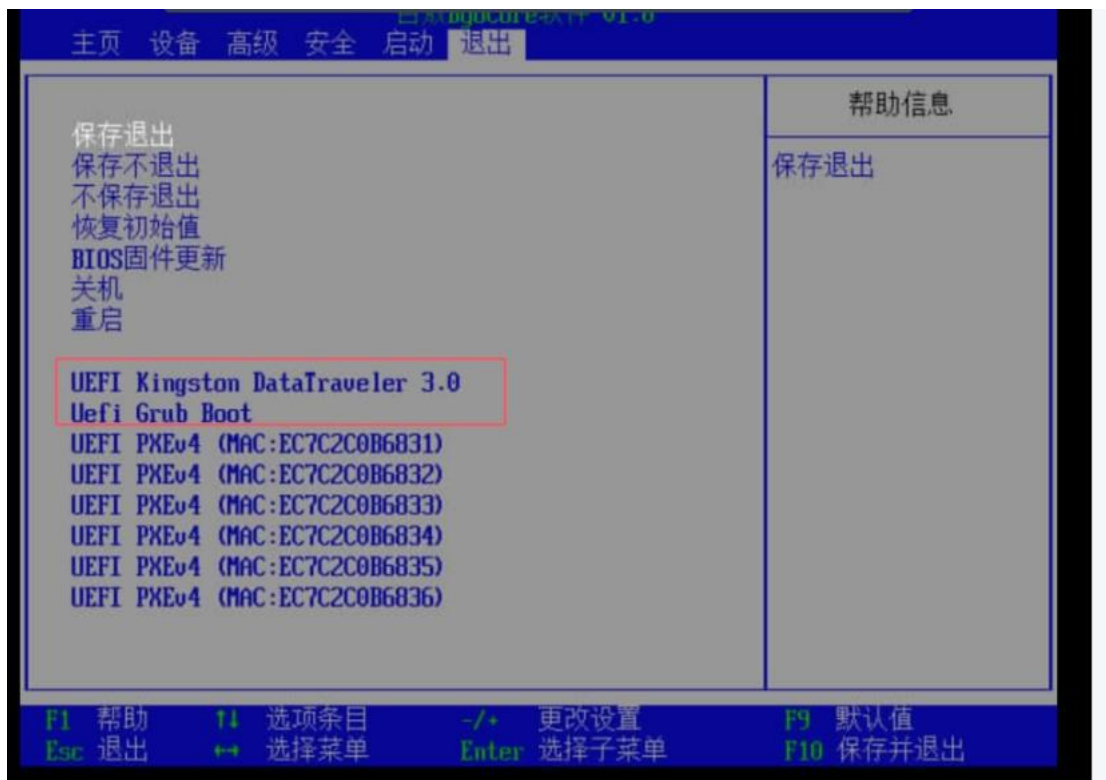 主页 设备 高级 安全 启动 退出
帮助信息
保存退出
保存退出
保存不退出
不保存退出
恢复初始值
BIOS固件更新
关机
重启
UEFI Kingston DataTraveler 3.0
Uefi Grub Boot
UEFI PXEv4 (MAC:EC7C2C0B6831)
UEFI PXEv4 (MAC:EC7C2C0B6832)
UEFI PXEv4 (MAC:EC7C2C0B6833)
UEFI PXEv4 (MAC:EC7C2C0B6834)
UEFI PXEv4 (MAC:EC7C2C0B6835)
UEFI PXEv4 (MAC:EC7C2C0B6836)
F1 帮助 ↑↓ 选项条目 -/+ 更改设置 F9 默认值
Esc 退出 ←→ 选择菜单 Enter 选择子菜单 F10 保存并退出